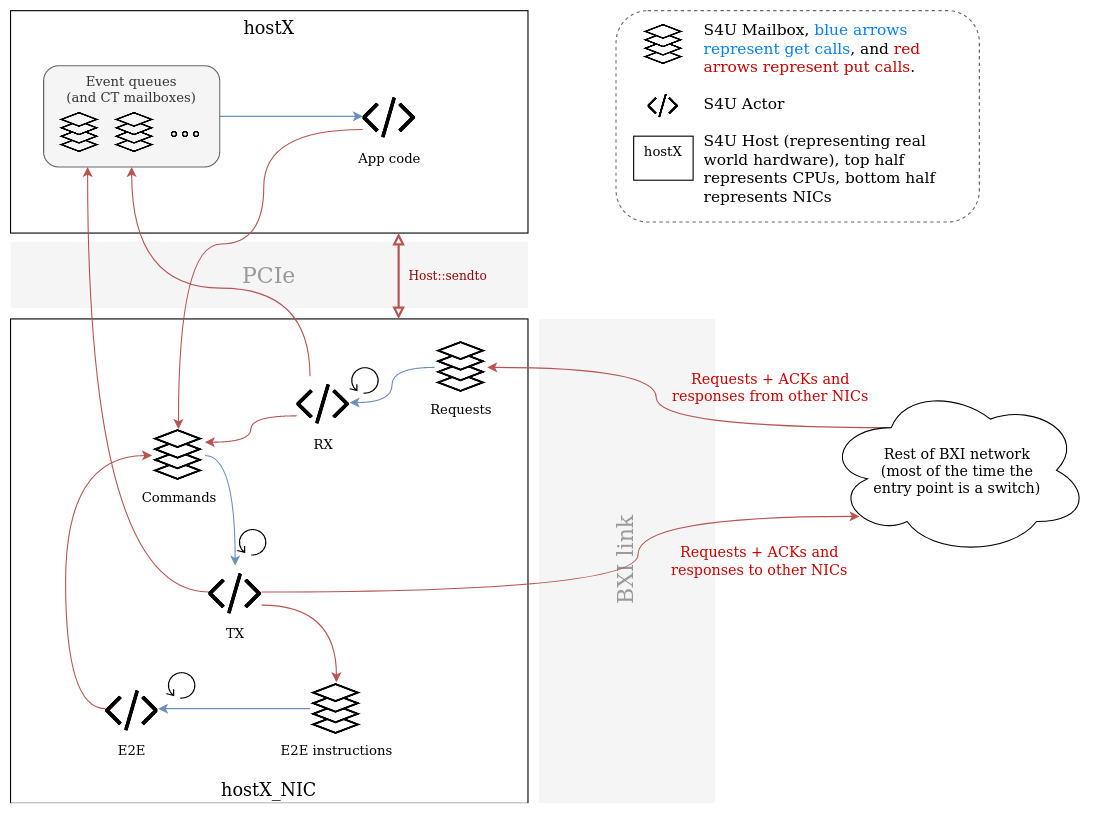 hostX
Event queues
(and CT mailboxes)
App code
S4U Mailbox, blue arrows
represent get calls, and red
arrows represent put calls.
S4U Actor
hostX
S4U Host (representing real
world hardware), top half
represents CPUs, bottom half
represents NICs
PCIe
Host::sendto
Requests
RX
Commands
TX
E2E
E2E instructions
hostX_NIC
BXI link
Requests + ACKs and
responses from other NICs
Rest of BXI network
(most of the time the
entry point is a switch)
Requests + ACKs and
responses to other NICs